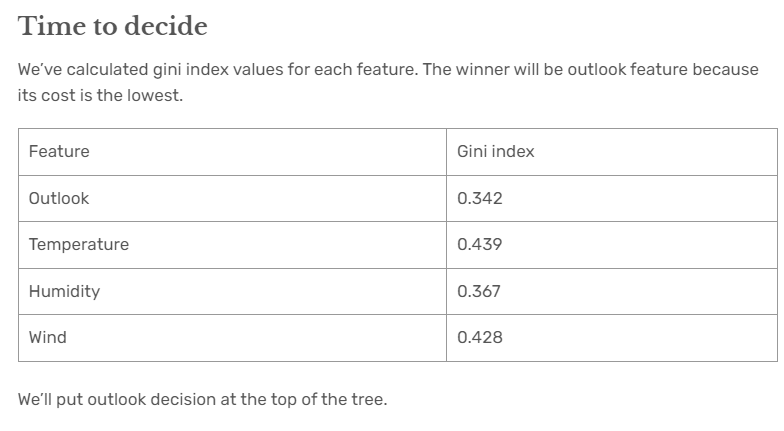 Time to decide
We’ve calculated gini index values for each feature. The winner will be outlook feature because
its cost is the lowest.
Feature Gini index
Outlook 0.342
Temperature 0.439
Humidity 0.367
Wind 0.428
We’ll put outlook decision at the top of the tree.